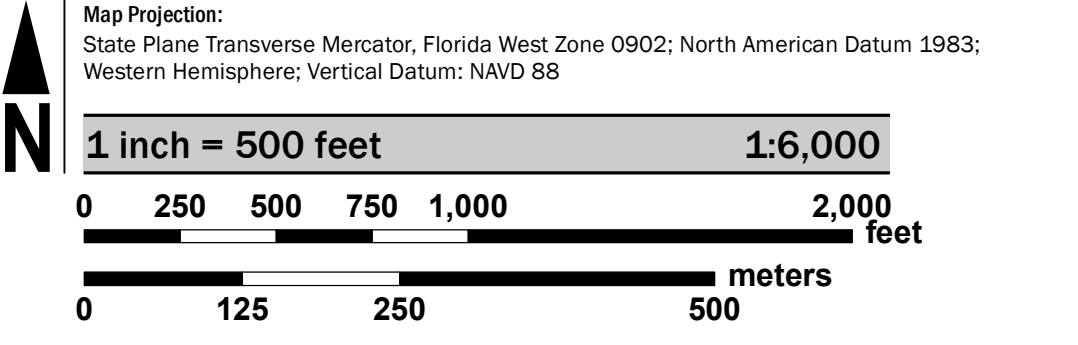 Map Projection:
State Plane Transverse Mercator, Florida West Zone 0902; North American Datum 1983;
Western Hemisphere; Vertical Datum: NAVD 88
N
1 inch = 500 feet 1:6,000
0 250 500 750 1,000 2,000
feet
meters
0 125 250 500